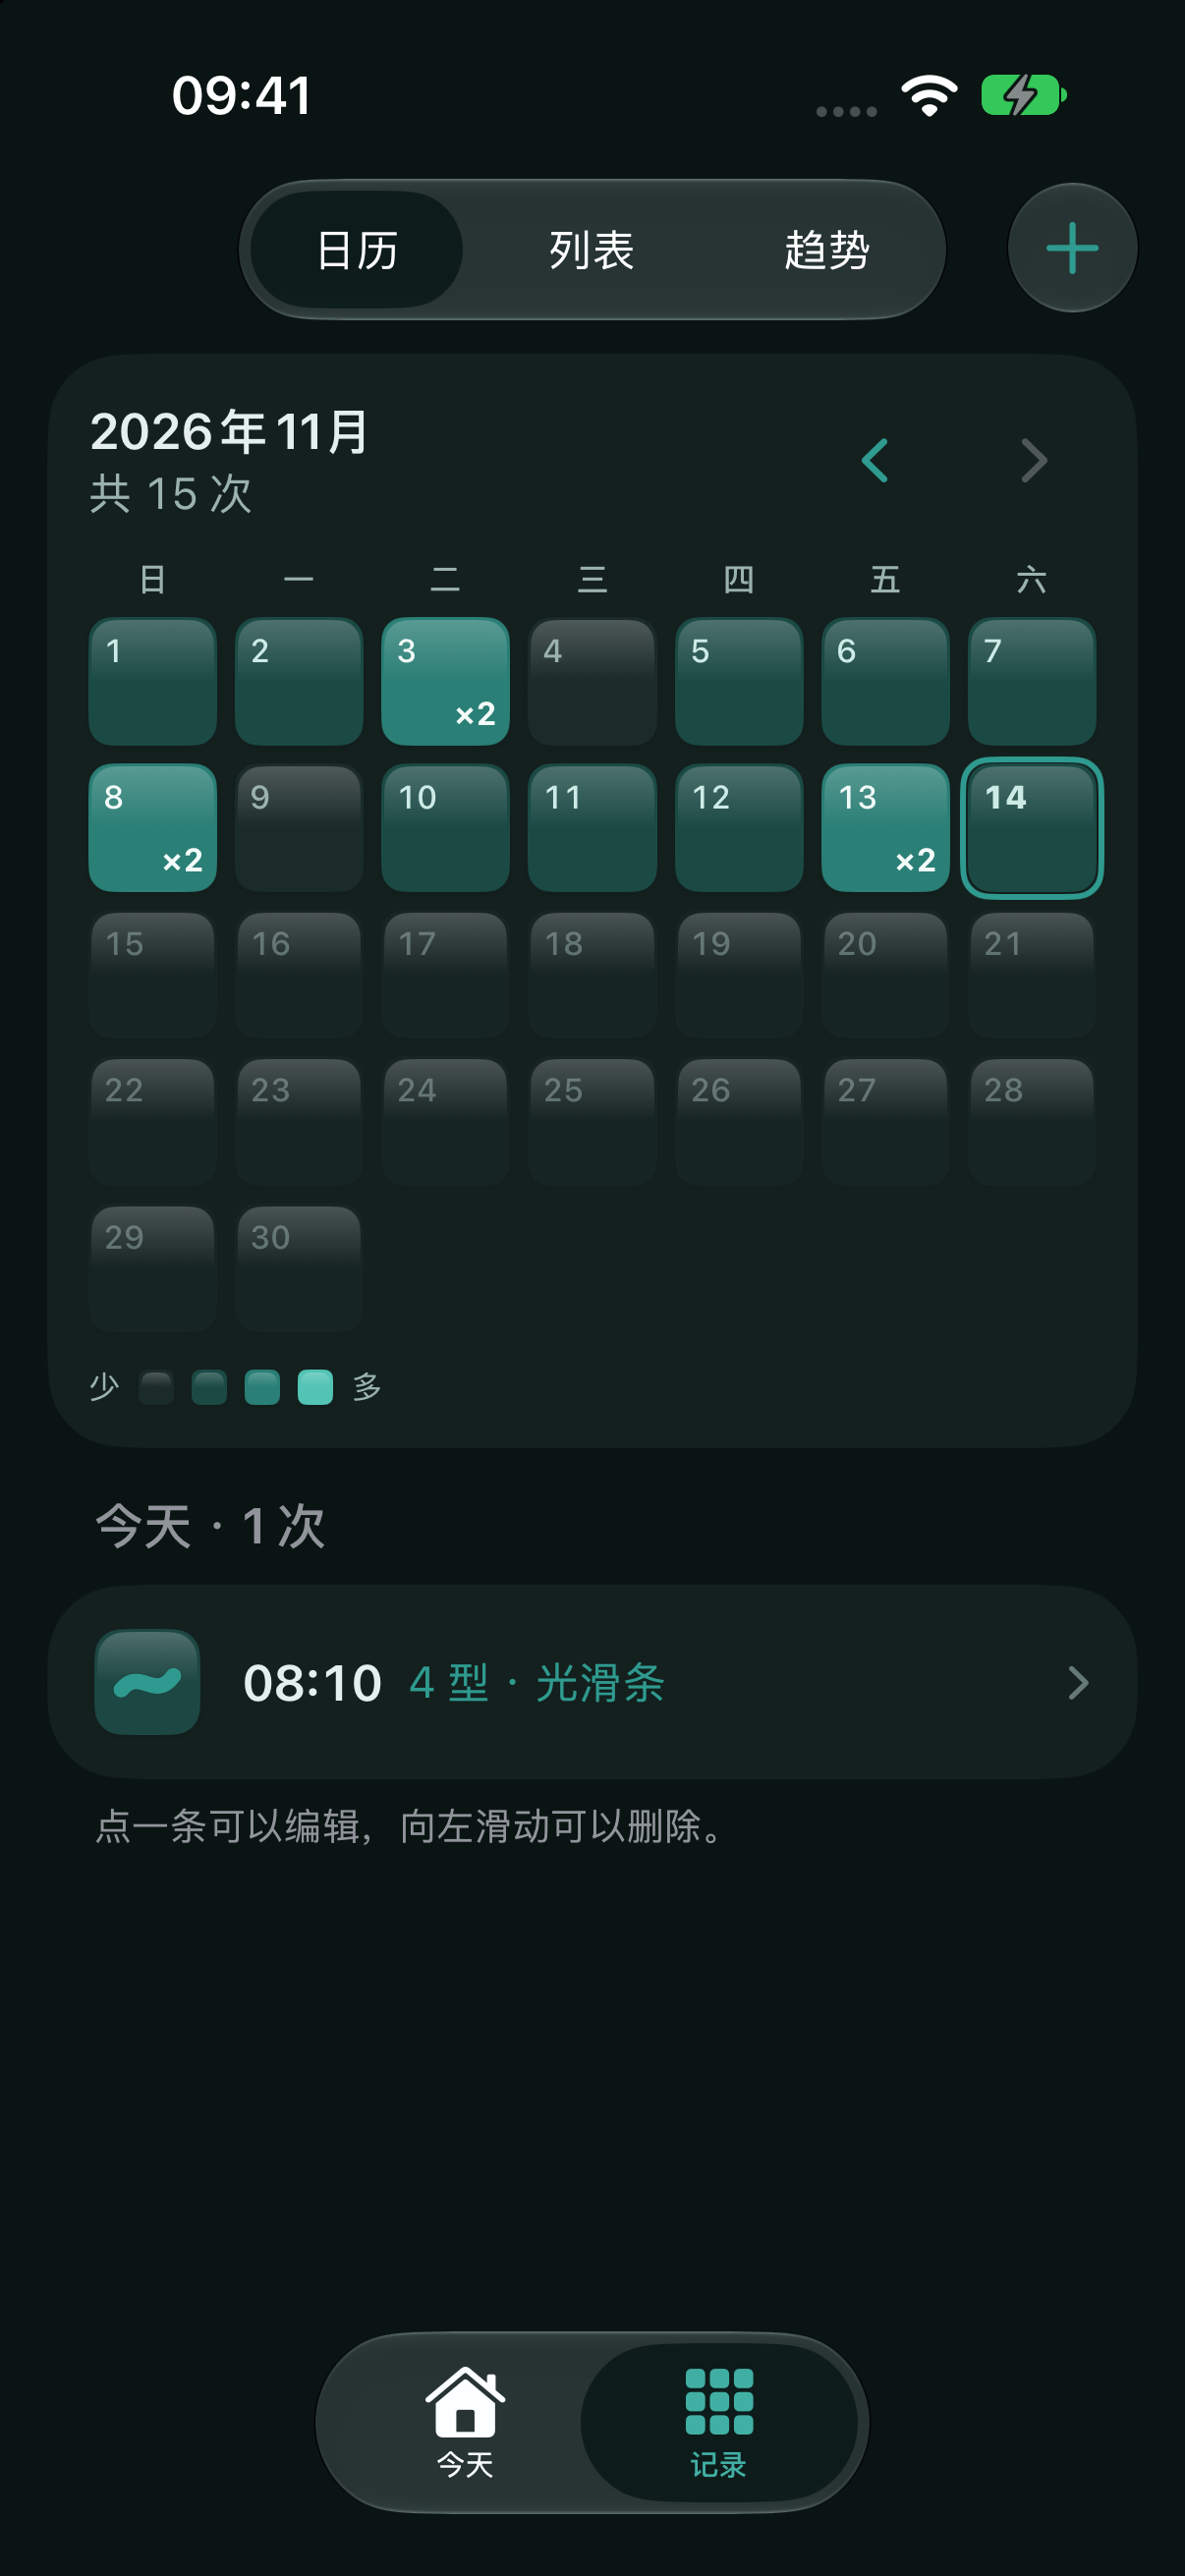 09:41
日历 列表 趋势
2026年11月
共 15 次
日 一 二 三 四 五 六
1 2 3 ×2 4 5 6 7
8 ×2 9 10 11 12 13 ×2 14
15 16 17 18 19 20 21
22 23 24 25 26 27 28
29 30
少 多
今天 · 1 次
08:10 4 型 · 光滑条
点一条可以编辑，向左滑动可以删除。
今天 记录